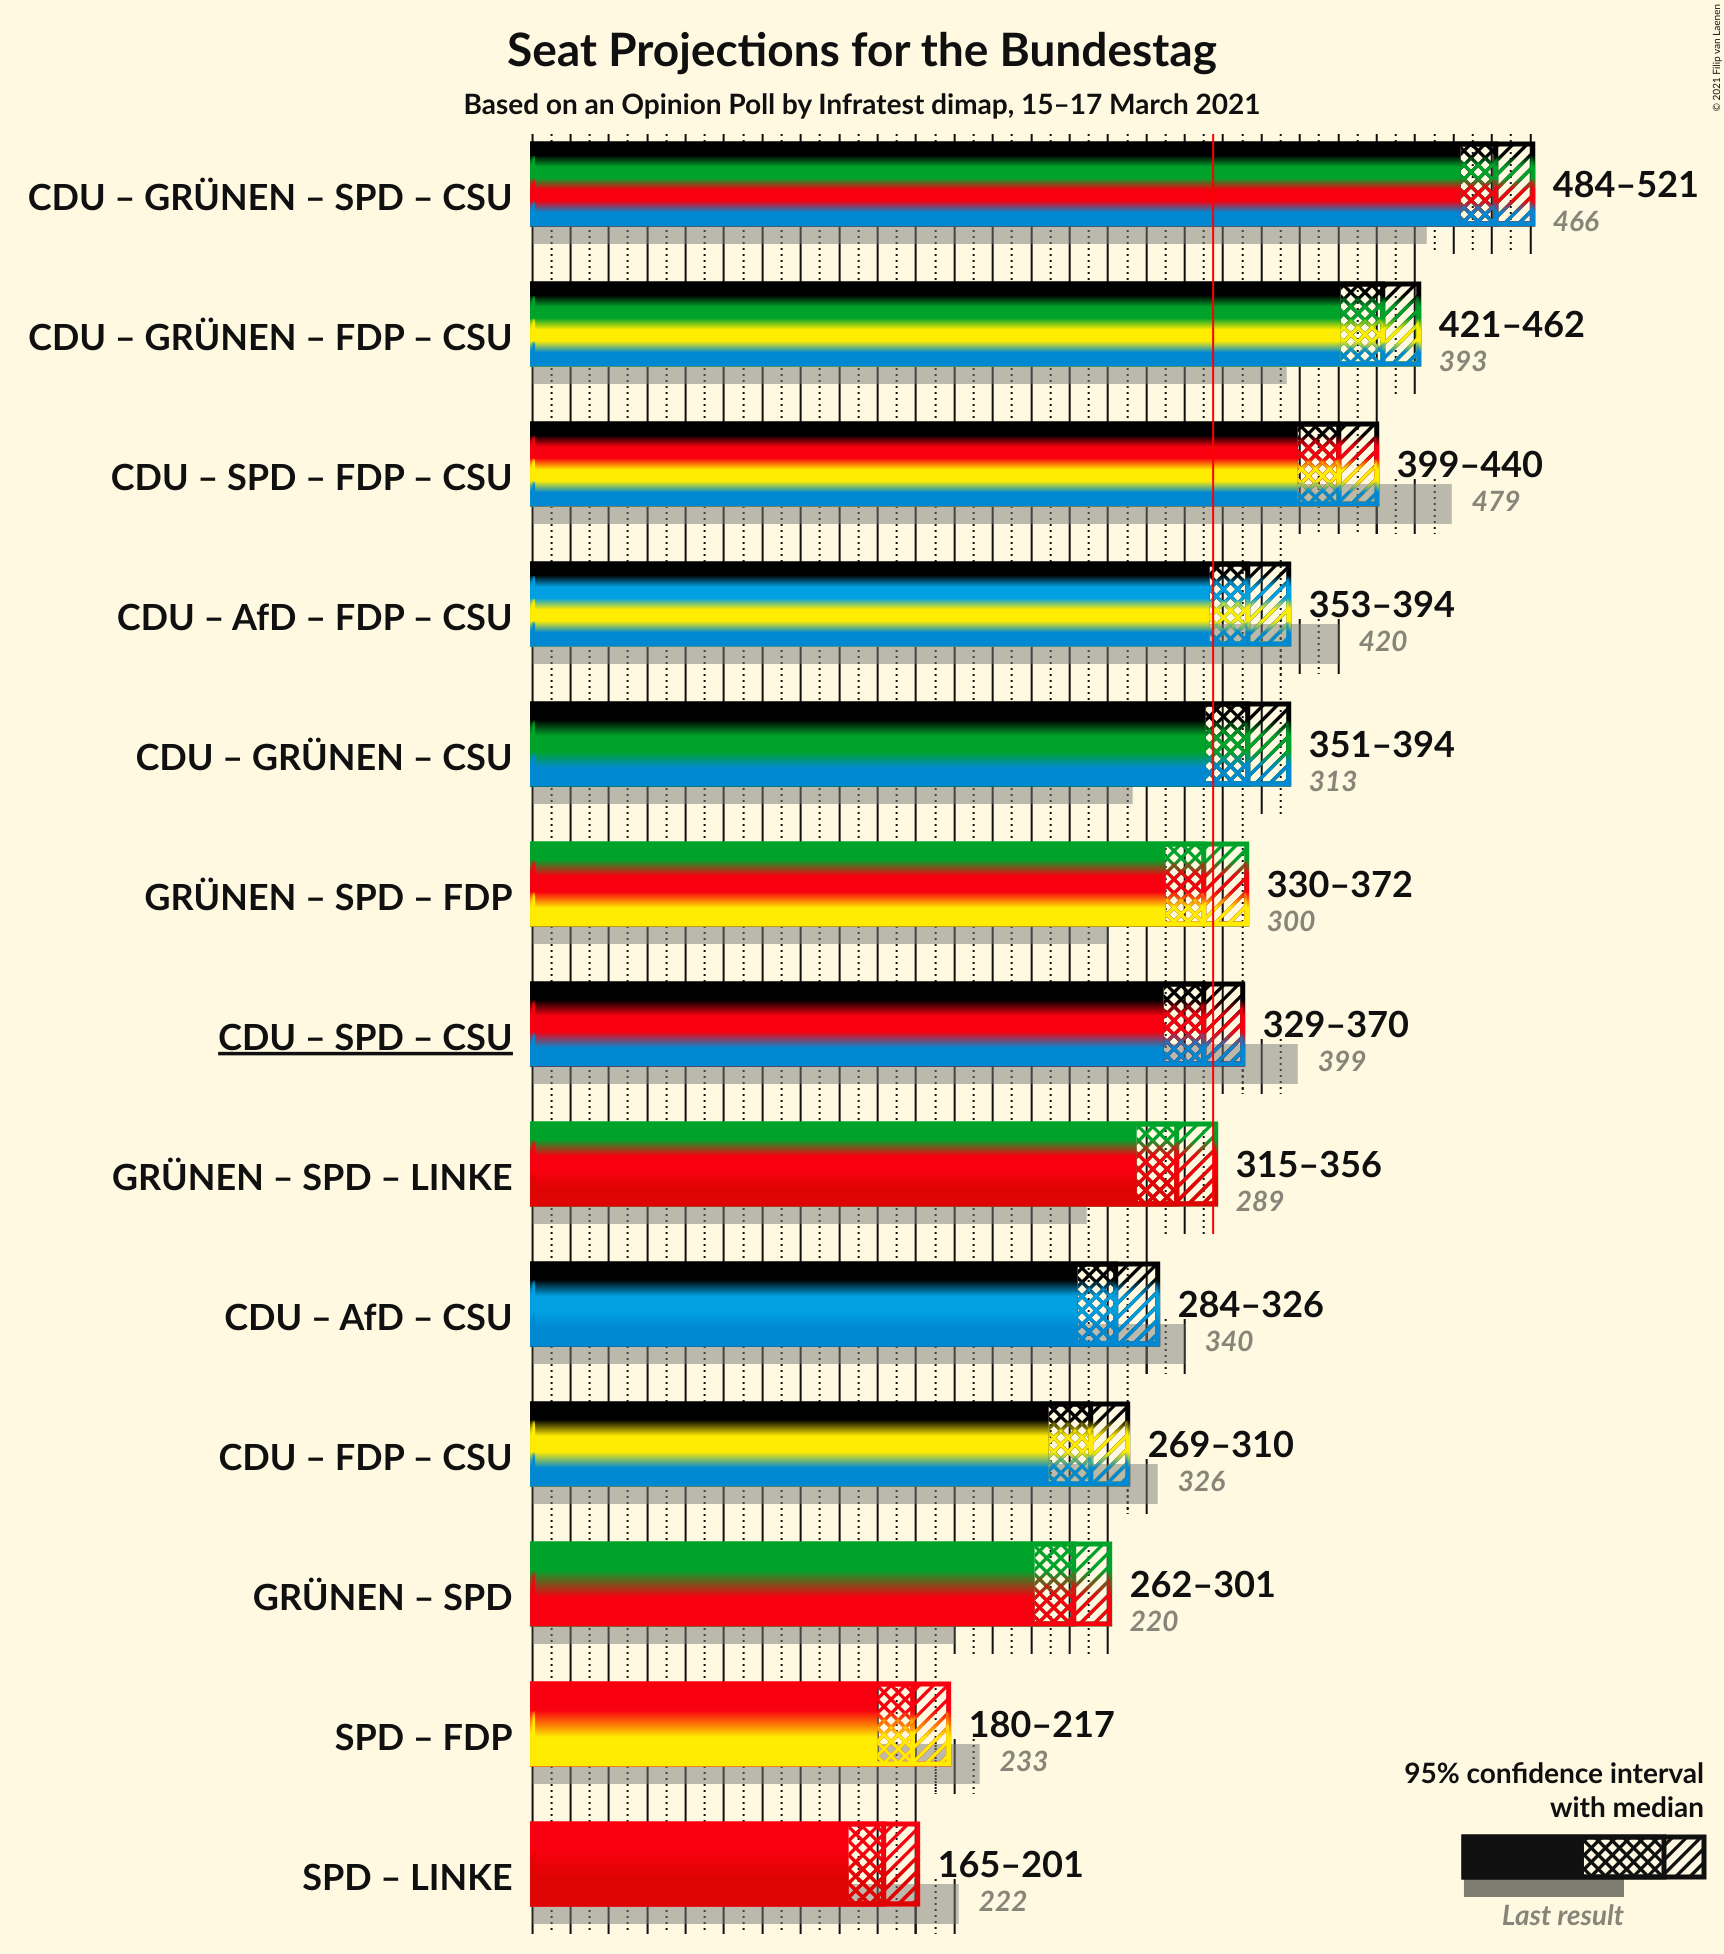 Seat Projections for the Bundestag
Based on an Opinion Poll by Infratest dimap, 15–17 March 2021
© 2021 Filip van Laenen
CDU – GRÜNEN – SPD – CSU
484–521
466
CDU – GRÜNEN – FDP – CSU
421–462
393
CDU – SPD – FDP – CSU
399–440
479
CDU – AfD – FDP – CSU
353–394
420
CDU – GRÜNEN – CSU
351–394
313
GRÜNEN – SPD – FDP
330–372
300
CDU – SPD – CSU
329–370
399
GRÜNEN – SPD – LINKE
315–356
289
CDU – AfD – CSU
284–326
340
CDU – FDP – CSU
269–310
326
GRÜNEN – SPD
262–301
220
SPD – FDP
180–217
233
SPD – LINKE
165–201
222
95% confidence interval
with median
Last result